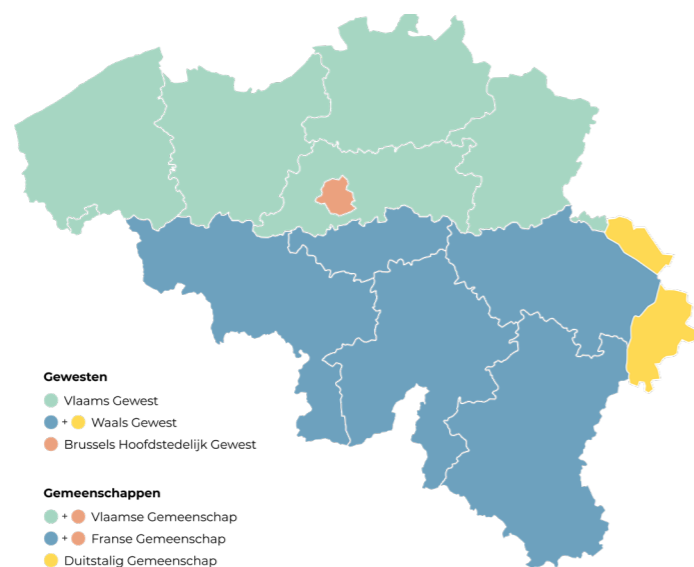 Gewesten
Vlaams Gewest
+ Waals Gewest
Brussels Hoofdstedelijk Gewest
Gemeenschappen
+ Vlaamse Gemeenschap
+ Franse Gemeenschap
Duitstalig Gemeenschap